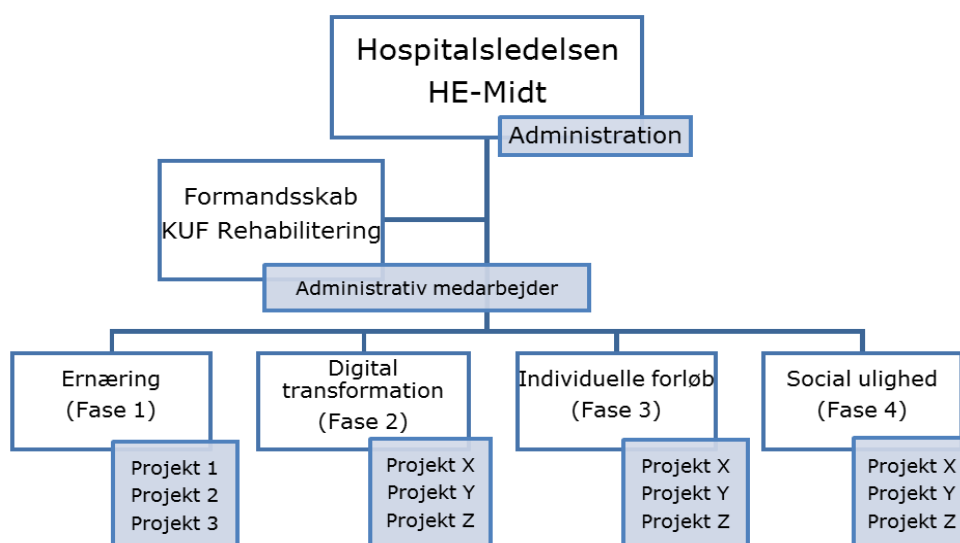 Hospitalsledelsen
HE-Midt
Administration
Formandsskab
KUF Rehabilitering
Administrativ medarbejder
Ernæring
(Fase 1)
Projekt 1
Projekt 2
Projekt 3
Digital
transformation
(Fase 2)
Projekt X
Projekt Y
Projekt Z
Individuelle forløb
(Fase 3)
Projekt X
Projekt Y
Projekt Z
Social ulighed
(Fase 4)
Projekt X
Projekt Y
Projekt Z